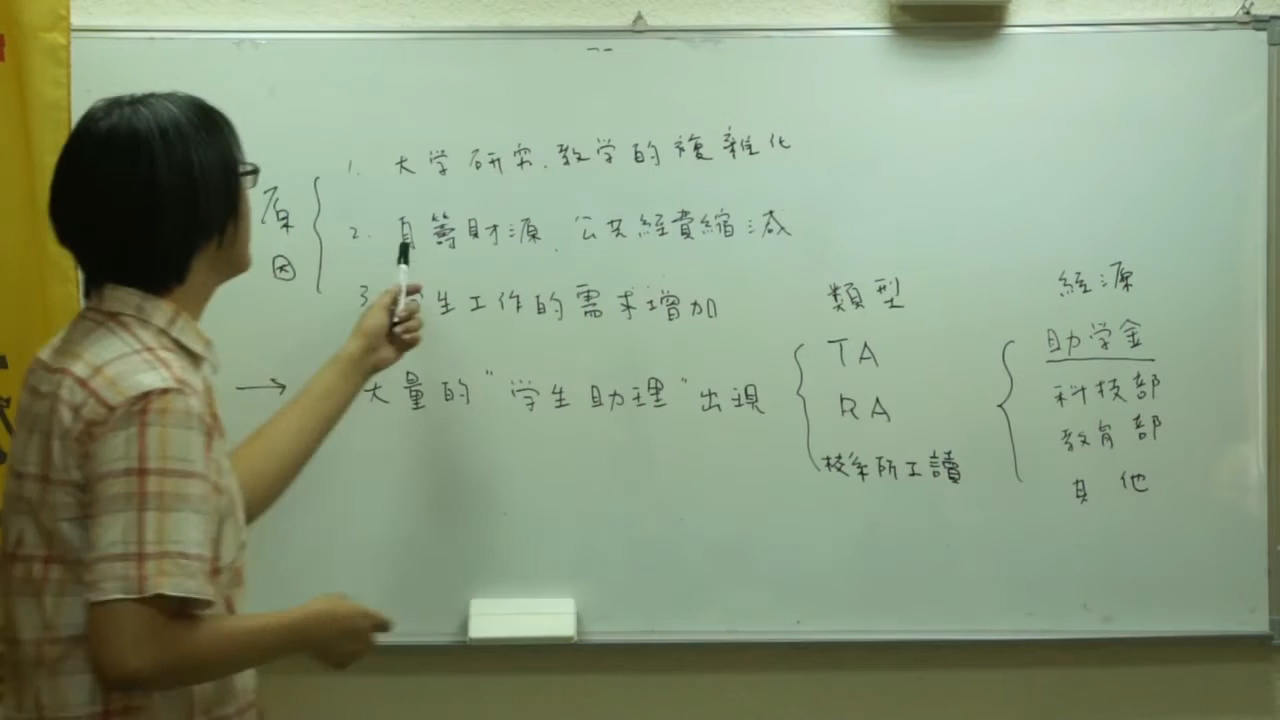 原因
1. 大学研究、教学的複雜化
2. 自籌財源、公共經費縮減
3. 学生工作的需求增加
→ 大量的"学生助理"出現
類型
TA
RA
校系所工讀
經源
助学金
科技部
教育部
其他